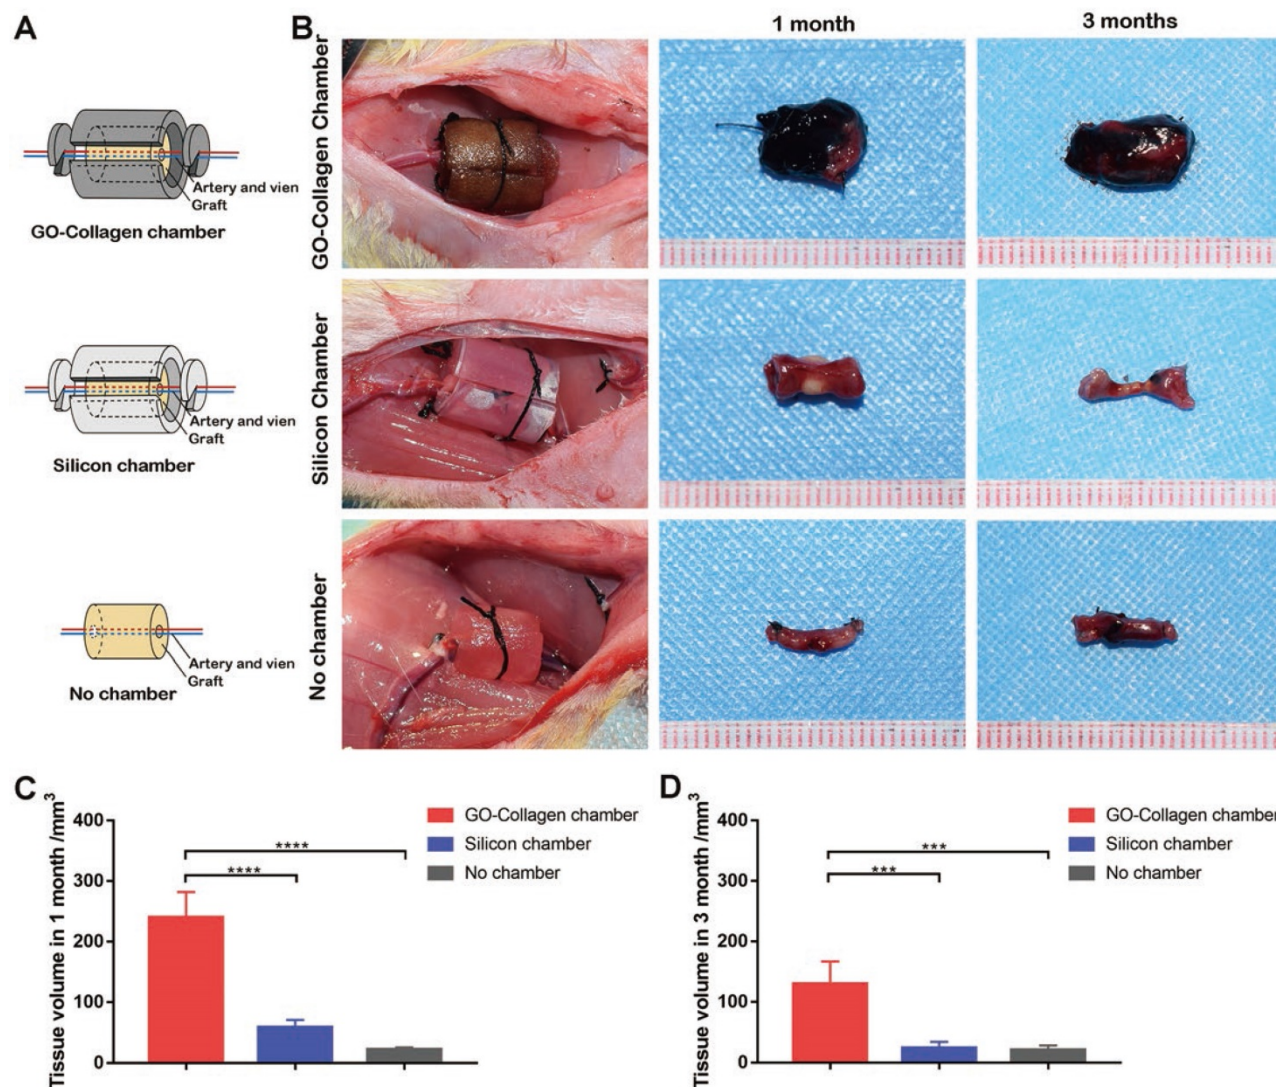 A
B
1 month
3 months
GO-Collagen Chamber
Artery and vien
Graft
GO-Collagen chamber
Silicon Chamber
Artery and vien
Graft
Silicon chamber
No chamber
Artery and vien
Graft
No chamber
C
Tissue volume in 1 month /mm³
400
300
200
100
0
****
****
GO-Collagen chamber
Silicon chamber
No chamber
D
Tissue volume in 3 month /mm³
400
300
200
100
0
***
***
GO-Collagen chamber
Silicon chamber
No chamber